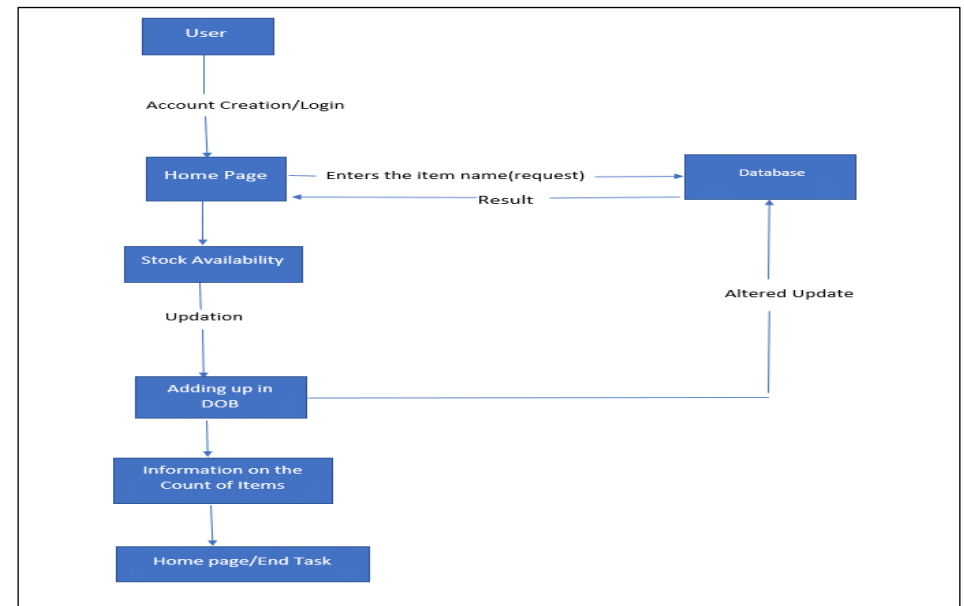 User
Account Creation/Login
Home Page
Enters the item name(request)
Database
Result
Stock Availability
Altered Update
Updation
Adding up in
DOB
Information on the
Count of Items
Home page/End Task